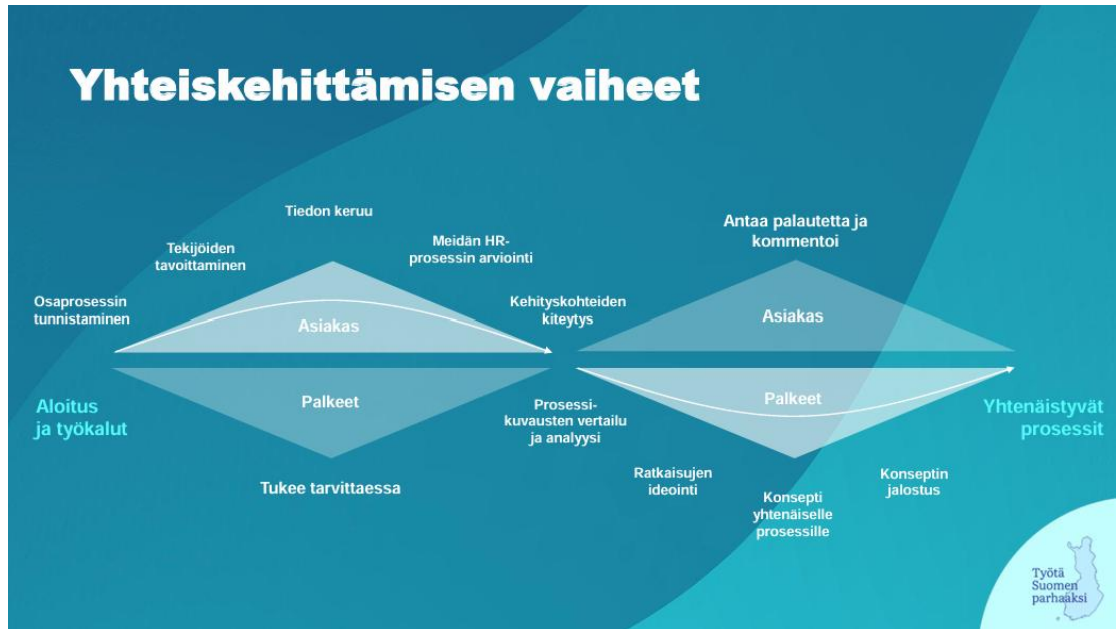 Yhteiskehittämisen vaiheet
Tiedon keruu
Tekijöiden
tavoittaminen
Meidän HR-
prosessin arviointi
Osaprosessin
tunnistaminen
Kehityskohteiden
kiteytys
Asiakas
Palkeet
Aloitus
ja työkalut
Tukee tarvittaessa
Prosessi-
kuvausten vertailu
ja analyysi
Antaa palautetta ja
kommentoi
Asiakas
Palkeet
Ratkaisujen
ideointi
Konsepti
yhtenäiselle
prosessille
Konseptin
jalostus
Yhtenäistyvät
prosessit
Työtä
Suomen
parhaaksi